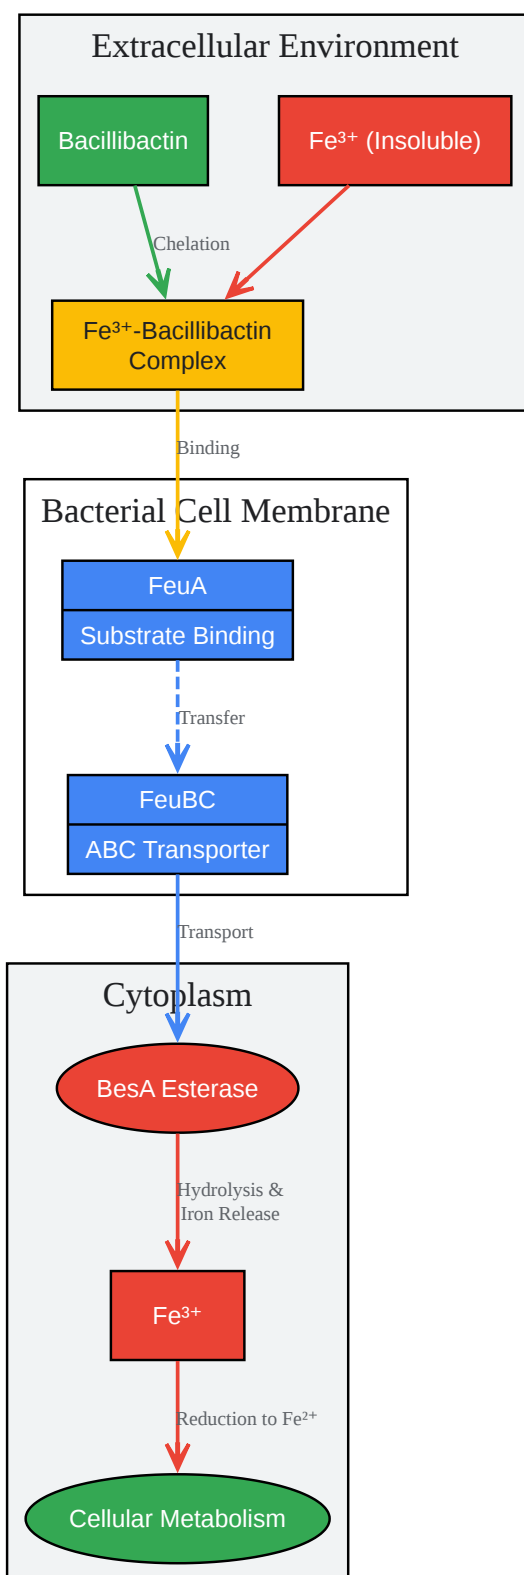 Extracellular Environment
Bacillibactin
Fe³⁺ (Insoluble)
Chelation
Fe³⁺-Bacillibactin
Complex
Binding
Bacterial Cell Membrane
FeuA
Substrate Binding
Transfer
FeuBC
ABC Transporter
Transport
Cytoplasm
BesA Esterase
Hydrolysis &
Iron Release
Fe³⁺
Reduction to Fe²⁺
Cellular Metabolism